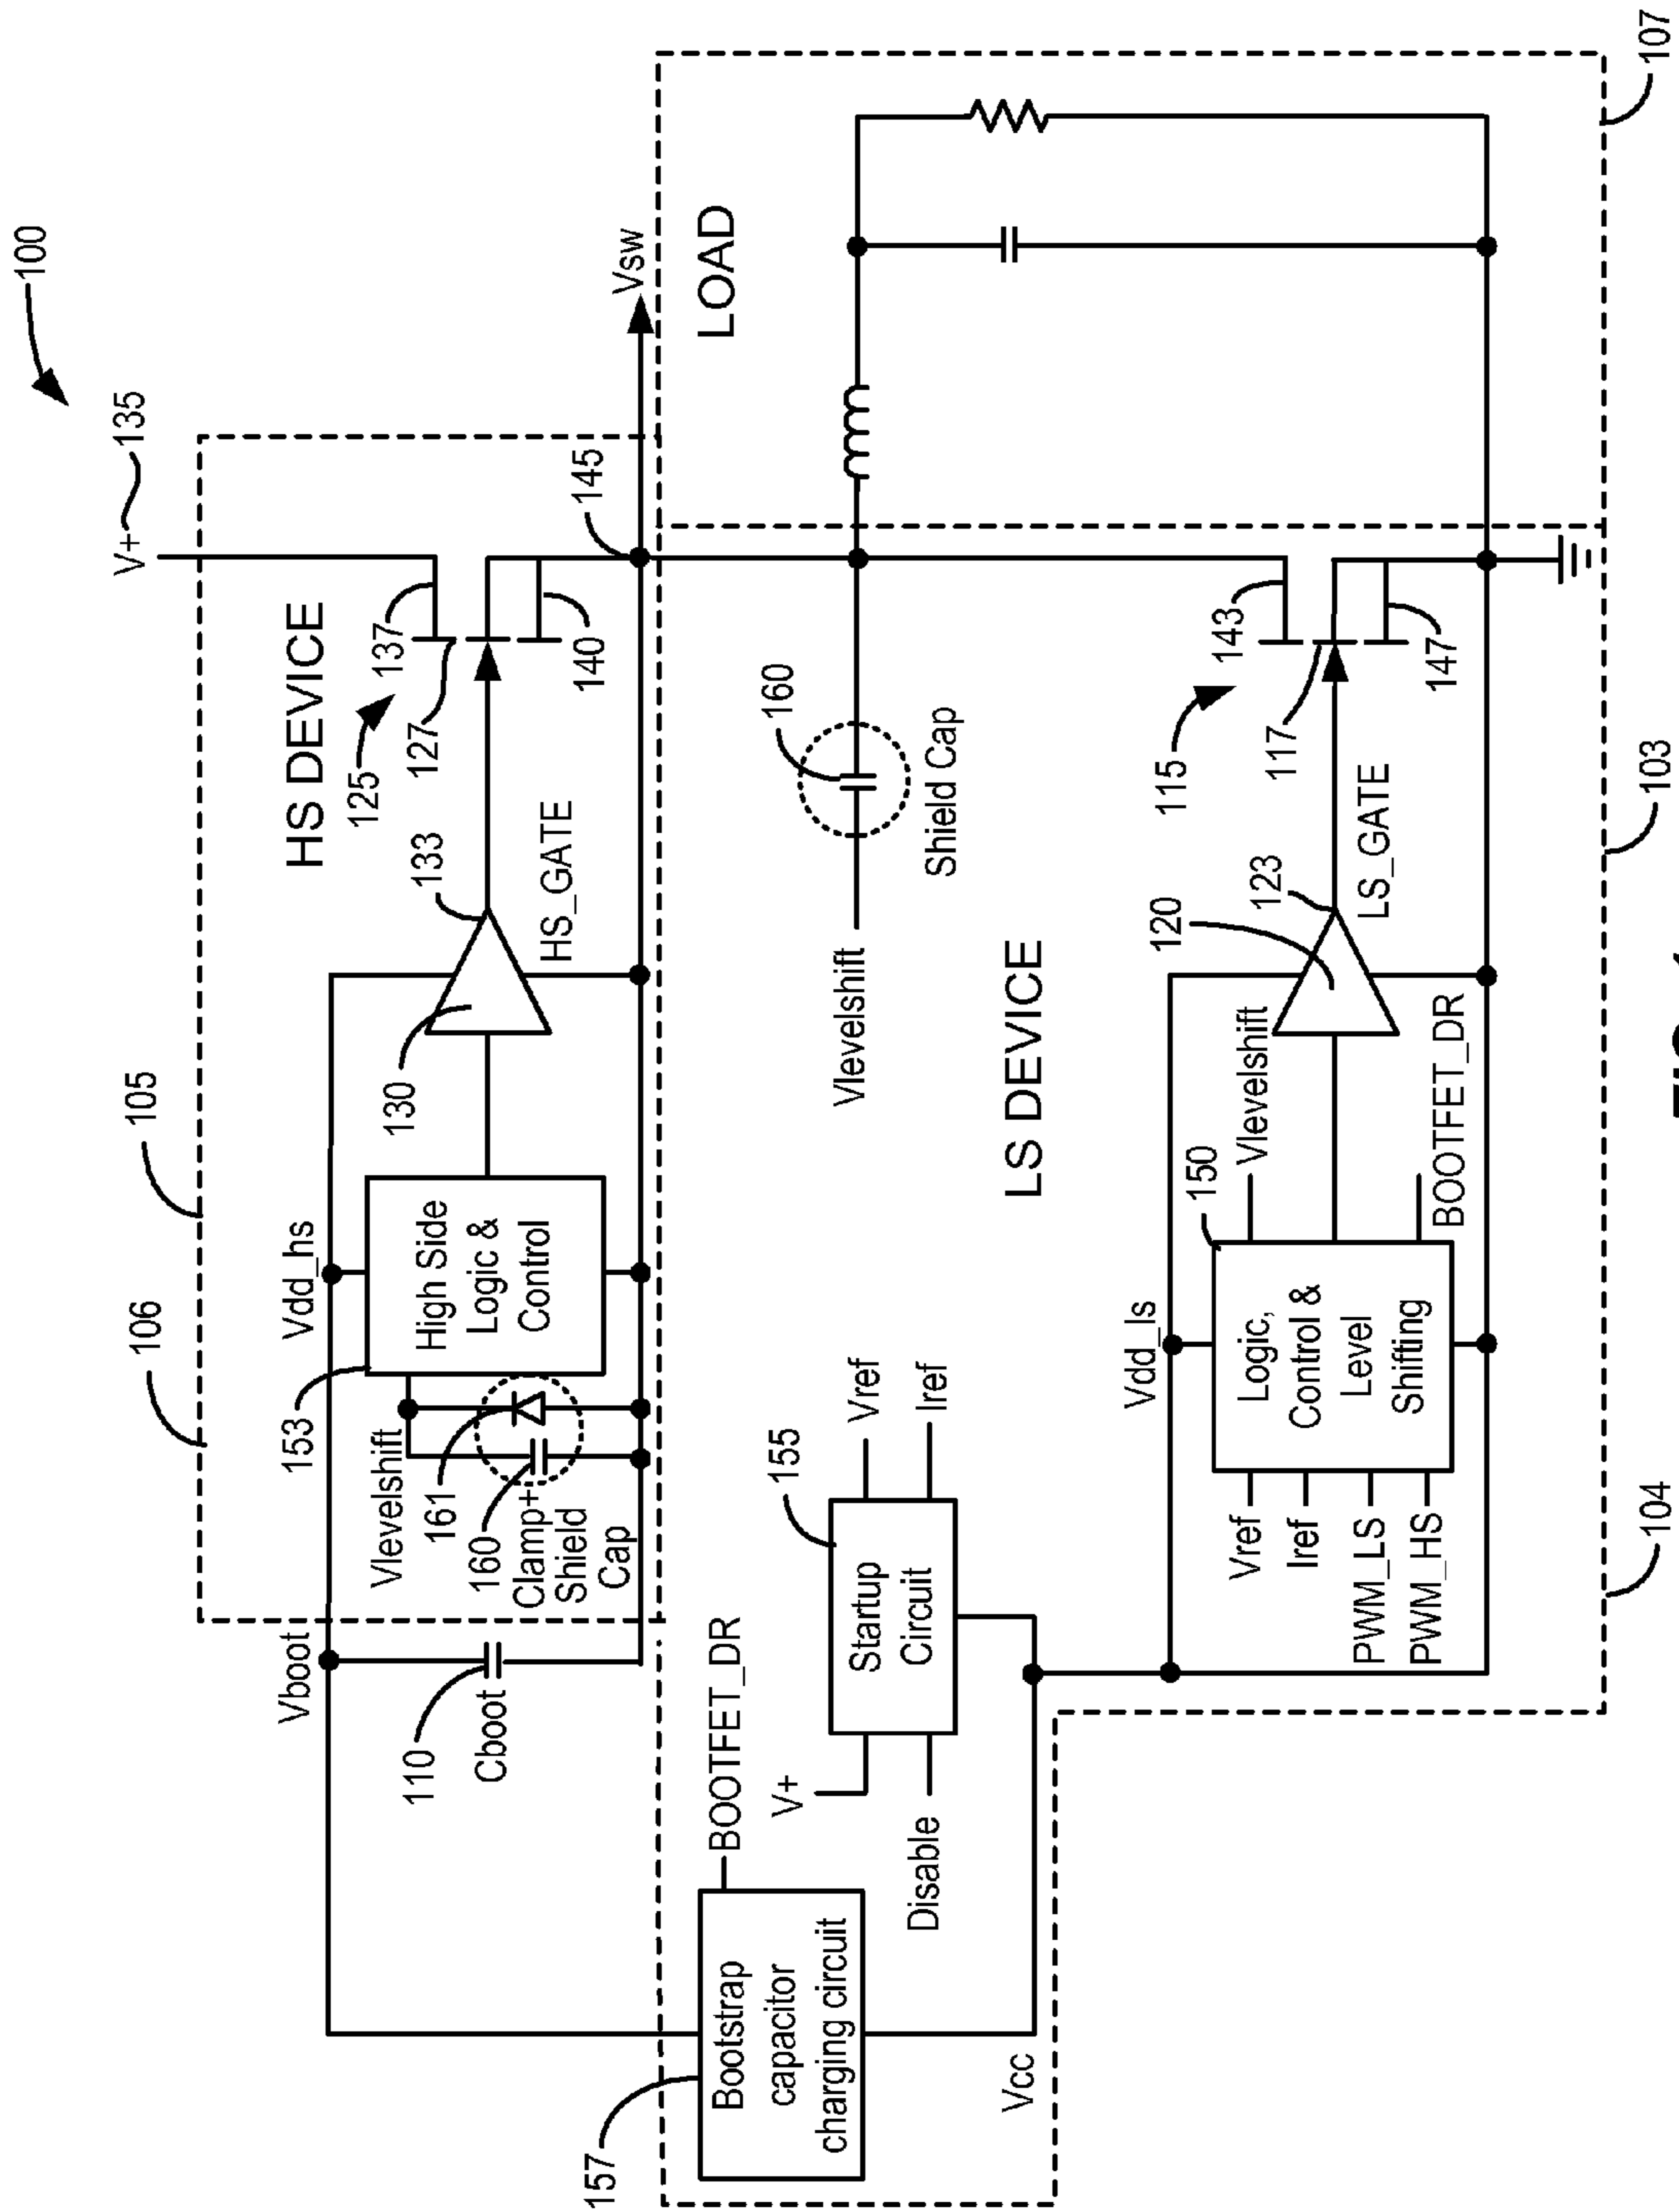 100
V+
135
105
106
HS DEVICE
Vboot
Vdd_hs
153
High Side
Logic &
Control
130
133
HS_GATE
125
137
127
140
145
Vsw
Vlevelshift
161
160
Clamp+
Shield
Cap
110
Cboot
157
Bootstrap
capacitor
charging circuit
BOOTFET_DR
V+
Disable
Startup
Circuit
155
Vref
Iref
Vcc
Vlevelshift
160
Shield Cap
LOAD
LS DEVICE
Vdd_ls
150
Vref
Iref
PWM_LS
PWM_HS
Logic,
Control &
Level
Shifting
Vlevelshift
BOOTFET_DR
120
123
LS_GATE
115
143
117
147
104
103
107